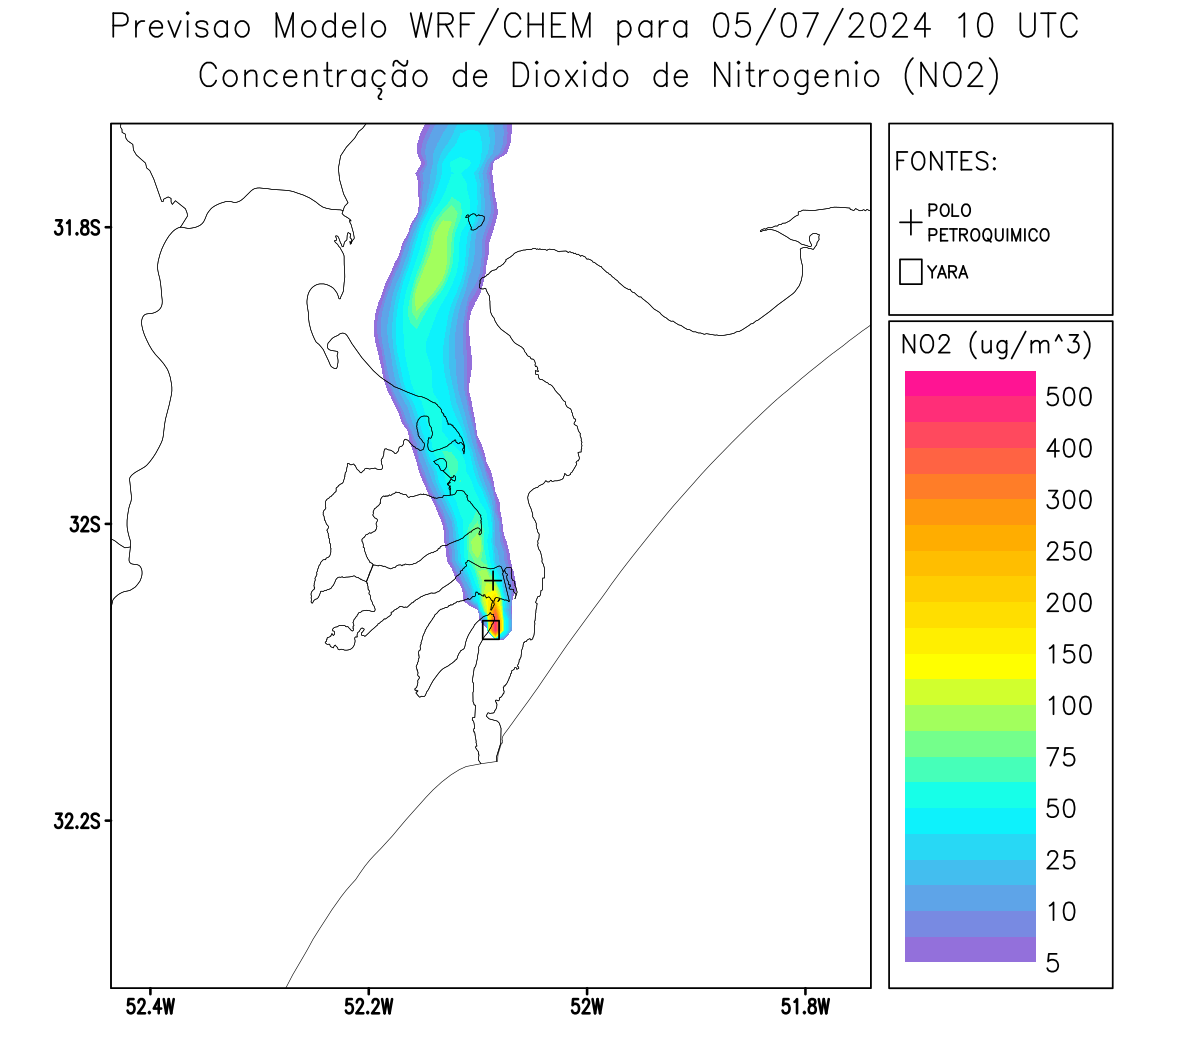 Previsao Modelo WRF/CHEM para 05/07/2024 10 UTC
Concentração de Dioxido de Nitrogenio (NO2)
FONTES:
POLO
PETROQUIMICO
YARA
31.8S
32S
32.2S
52.4W
52.2W
52W
51.8W
NO2 (ug/m^3)
500
400
300
250
200
150
100
75
50
25
10
5